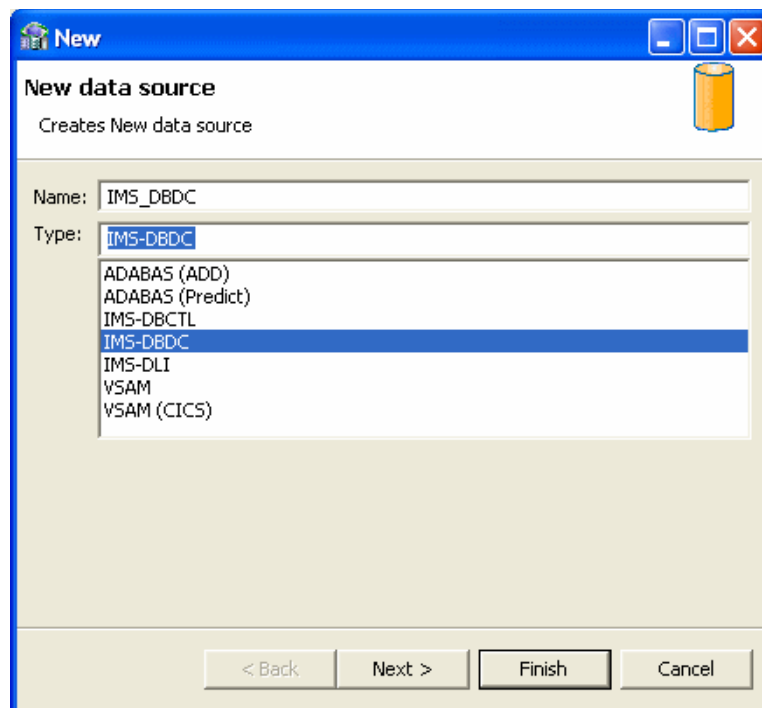 New
New data source
Creates New data source
Name: IMS_DBDC
Type: IMS-DBDC
ADABAS (ADD)
ADABAS (Predict)
IMS-DBCTL
IMS-DBDC
IMS-DLI
VSAM
VSAM (CICS)
< Back Next > Finish Cancel